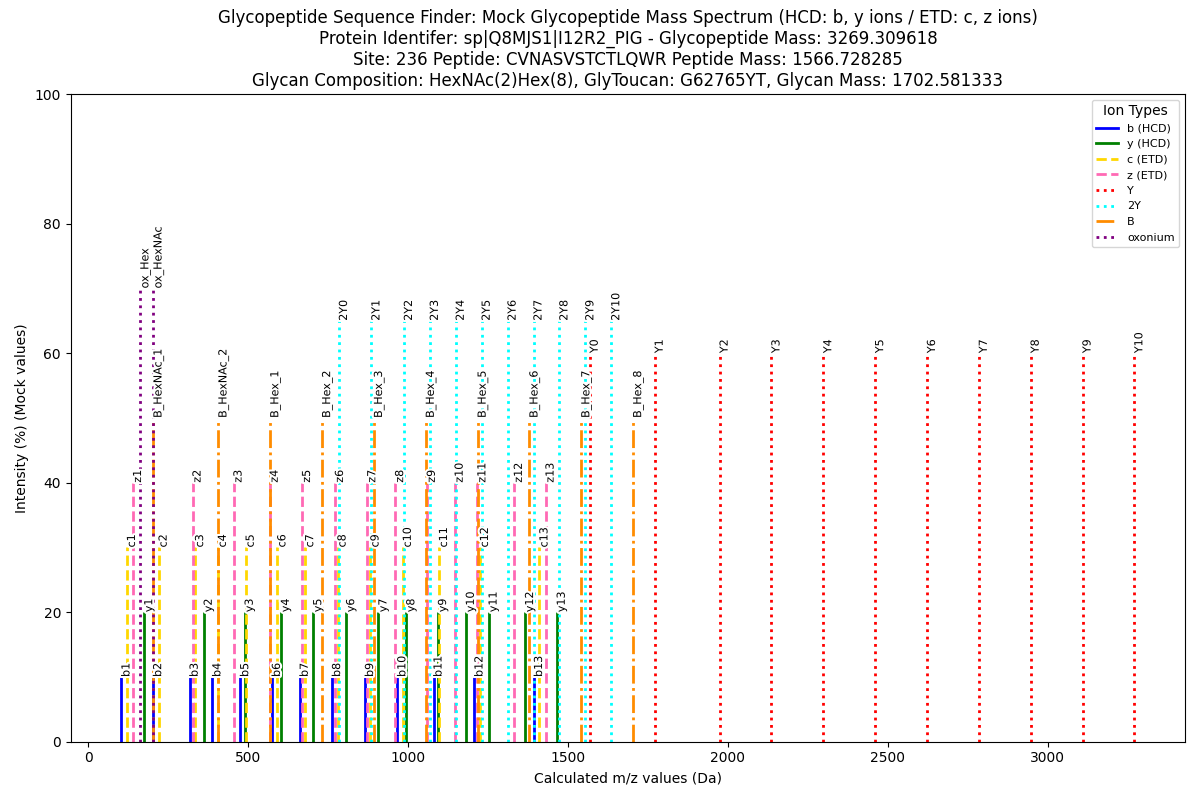 Glycopeptide Sequence Finder: Mock Glycopeptide Mass Spectrum (HCD: b, y ions / ETD: c, z ions)
Protein Identifer: sp|Q8MJS1|I12R2_PIG - Glycopeptide Mass: 3269.309618
Site: 236 Peptide: CVNASVSTCTLQWR Peptide Mass: 1566.728285
Glycan Composition: HexNAc(2)Hex(8), GlyToucan: G62765YT, Glycan Mass: 1702.581333
Intensity (%) (Mock values)
100
80
60
40
20
0
Ion Types
b (HCD)
y (HCD)
c (ETD)
z (ETD)
Y
2Y
B
oxonium
ox_Hex
ox_HexNAc
2Y0
2Y1
2Y2
2Y3
2Y4
2Y5
2Y6
2Y7
2Y8
2Y9
2Y10
Y0
Y1
Y2
Y3
Y4
Y5
Y6
Y7
Y8
Y9
Y10
B_HexNAc_1
B_HexNAc_2
B_Hex_1
B_Hex_2
B_Hex_3
B_Hex_4
B_Hex_5
B_Hex_6
B_Hex_7
B_Hex_8
z1
z2
z3
z4
z5
z6
z7
z8
z9
z10
z11
z12
z13
c1
c2
c3
c4
c5
c6
c7
c8
c9
c10
c11
c12
c13
y1
y2
y3
y4
y5
y6
y7
y8
y9
y10
y11
y12
y13
b1
b2
b3
b4
b5
b6
b7
b8
b9
b10
b11
b12
b13
0
500
1000
1500
2000
2500
3000
Calculated m/z values (Da)